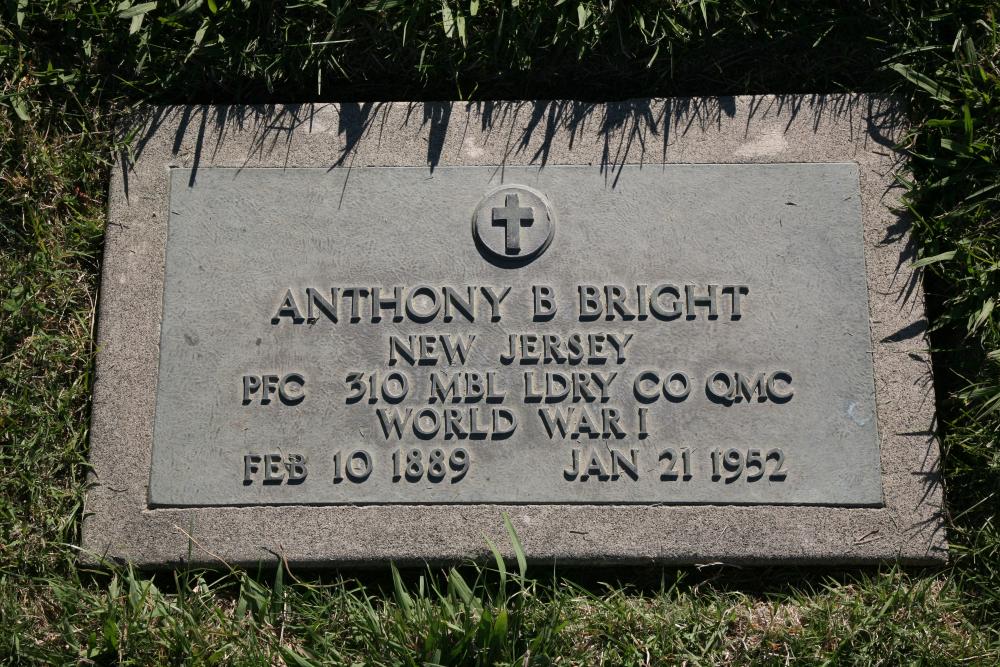 ANTHONY B BRIGHT
NEW JERSEY
PFC 310 MBL LDRY CO QMC
WORLD WAR I
FEB 10 1889 JAN 21 1952